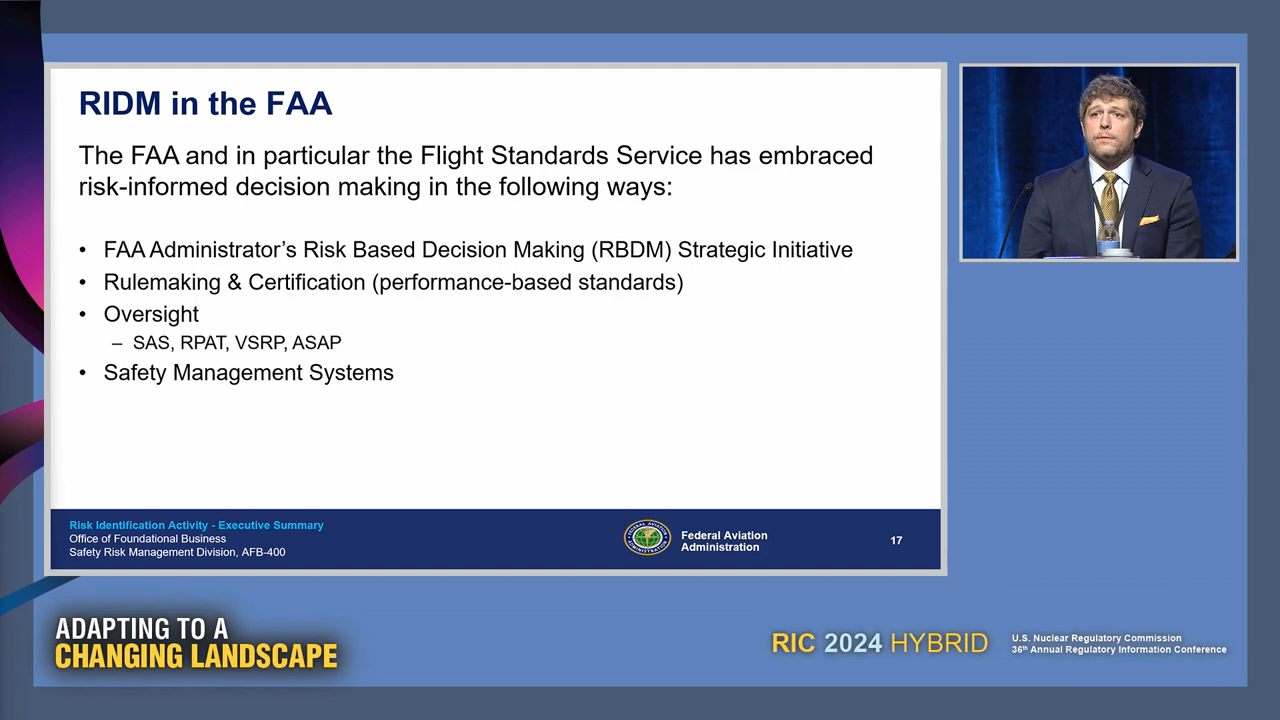 RIDM in the FAA
The FAA and in particular the Flight Standards Service has embraced
risk-informed decision making in the following ways:
• FAA Administrator's Risk Based Decision Making (RBDM) Strategic Initiative
• Rulemaking & Certification (performance-based standards)
• Oversight
– SAS, RPAT, VSRP, ASAP
• Safety Management Systems
Risk Identification Activity - Executive Summary
Office of Foundational Business
Safety Risk Management Division, AFB-400
FEDERAL AVIATION
ADMINISTRATION
Federal Aviation
Administration
17
ADAPTING TO A
CHANGING LANDSCAPE
RIC 2024 HYBRID
U.S. Nuclear Regulatory Commission
36th Annual Regulatory Information Conference